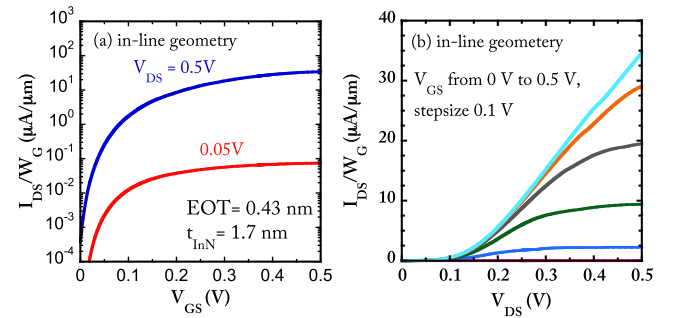 (a) in-line geometry
V_DS = 0.5V
0.05V
EOT= 0.43 nm
t_InN= 1.7 nm
I_DS/W_G (μA/μm)
10^3
10^2
10^1
10^0
10^-1
10^-2
10^-3
10^-4
0 0.1 0.2 0.3 0.4 0.5
V_GS (V)
(b) in-line geometery
V_GS from 0 V to 0.5 V,
stepsize 0.1 V
I_DS/W_G (μA/μm)
40
30
20
10
0
0 0.1 0.2 0.3 0.4 0.5
V_DS (V)